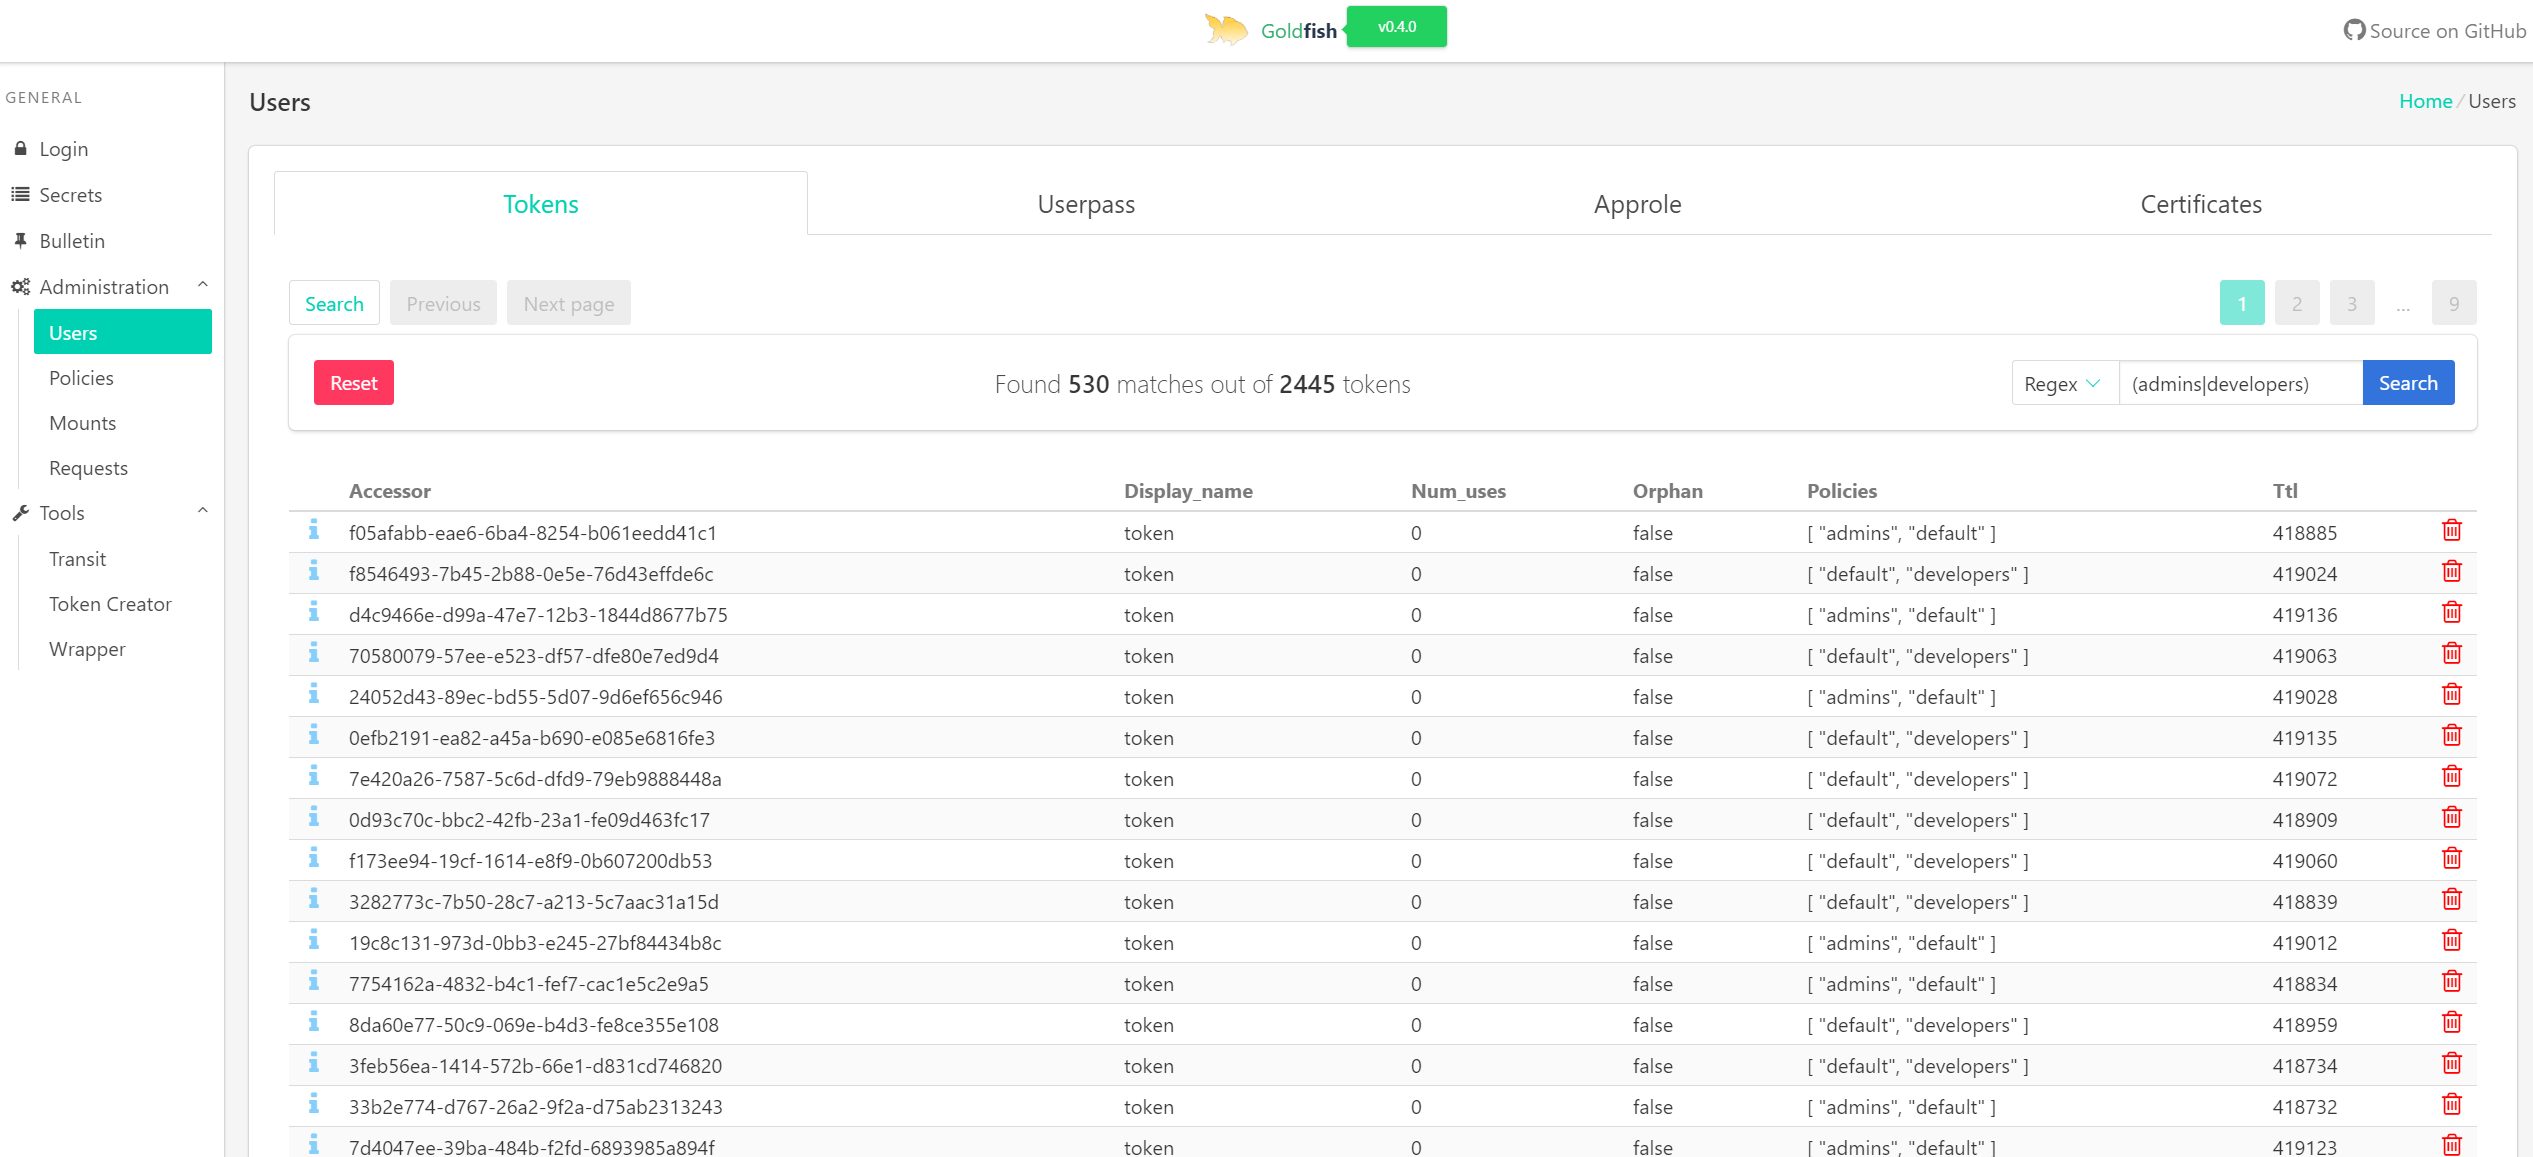 Goldfish v0.4.0 Source on GitHub
GENERAL
Login
Secrets
Bulletin
Administration
Users
Policies
Mounts
Requests
Tools
Transit
Token Creator
Wrapper
Users
Home / Users
Tokens Userpass Approle Certificates
Search Previous Next page 1 2 3 ... 9
Reset Found 530 matches out of 2445 tokens Regex (admins|developers) Search
Accessor Display_name Num_uses Orphan Policies Ttl
f05afabb-eae6-6ba4-8254-b061eedd41c1 token 0 false [ "admins", "default" ] 418885
f8546493-7b45-2b88-0e5e-76d43effde6c token 0 false [ "default", "developers" ] 419024
d4c9466e-d99a-47e7-12b3-1844d8677b75 token 0 false [ "admins", "default" ] 419136
70580079-57ee-e523-df57-dfe80e7ed9d4 token 0 false [ "default", "developers" ] 419063
24052d43-89ec-bd55-5d07-9d6ef656c946 token 0 false [ "admins", "default" ] 419028
0efb2191-ea82-a45a-b690-e085e6816fe3 token 0 false [ "default", "developers" ] 419135
7e420a26-7587-5c6d-dfd9-79eb9888448a token 0 false [ "default", "developers" ] 419072
0d93c70c-bbc2-42fb-23a1-fe09d463fc17 token 0 false [ "default", "developers" ] 418909
f173ee94-19cf-1614-e8f9-0b607200db53 token 0 false [ "default", "developers" ] 419060
3282773c-7b50-28c7-a213-5c7aac31a15d token 0 false [ "default", "developers" ] 418839
19c8c131-973d-0bb3-e245-27bf84434b8c token 0 false [ "admins", "default" ] 419012
7754162a-4832-b4c1-fef7-cac1e5c2e9a5 token 0 false [ "admins", "default" ] 418834
8da60e77-50c9-069e-b4d3-fe8ce355e108 token 0 false [ "default", "developers" ] 418959
3feb56ea-1414-572b-66e1-d831cd746820 token 0 false [ "default", "developers" ] 418734
33b2e774-d767-26a2-9f2a-d75ab2313243 token 0 false [ "admins", "default" ] 418732
7d4047ee-39ba-484b-f2fd-6893985a894f token 0 false [ "admins", "default" ] 419123